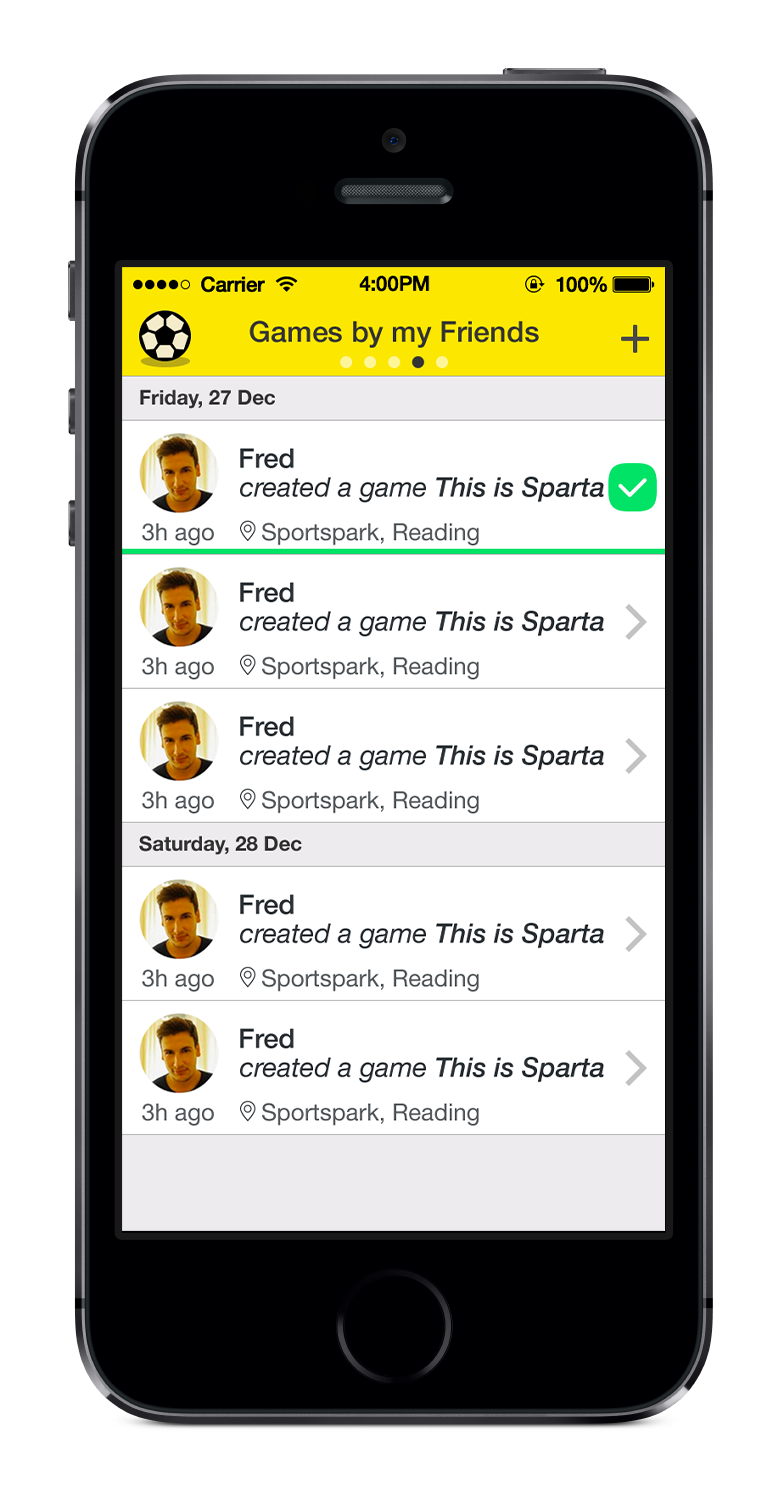 Carrier 4:00PM 100%
Games by my Friends
Friday, 27 Dec
Fred
created a game This is Sparta
3h ago Sportspark, Reading
Fred
created a game This is Sparta
3h ago Sportspark, Reading
Fred
created a game This is Sparta
3h ago Sportspark, Reading
Saturday, 28 Dec
Fred
created a game This is Sparta
3h ago Sportspark, Reading
Fred
created a game This is Sparta
3h ago Sportspark, Reading